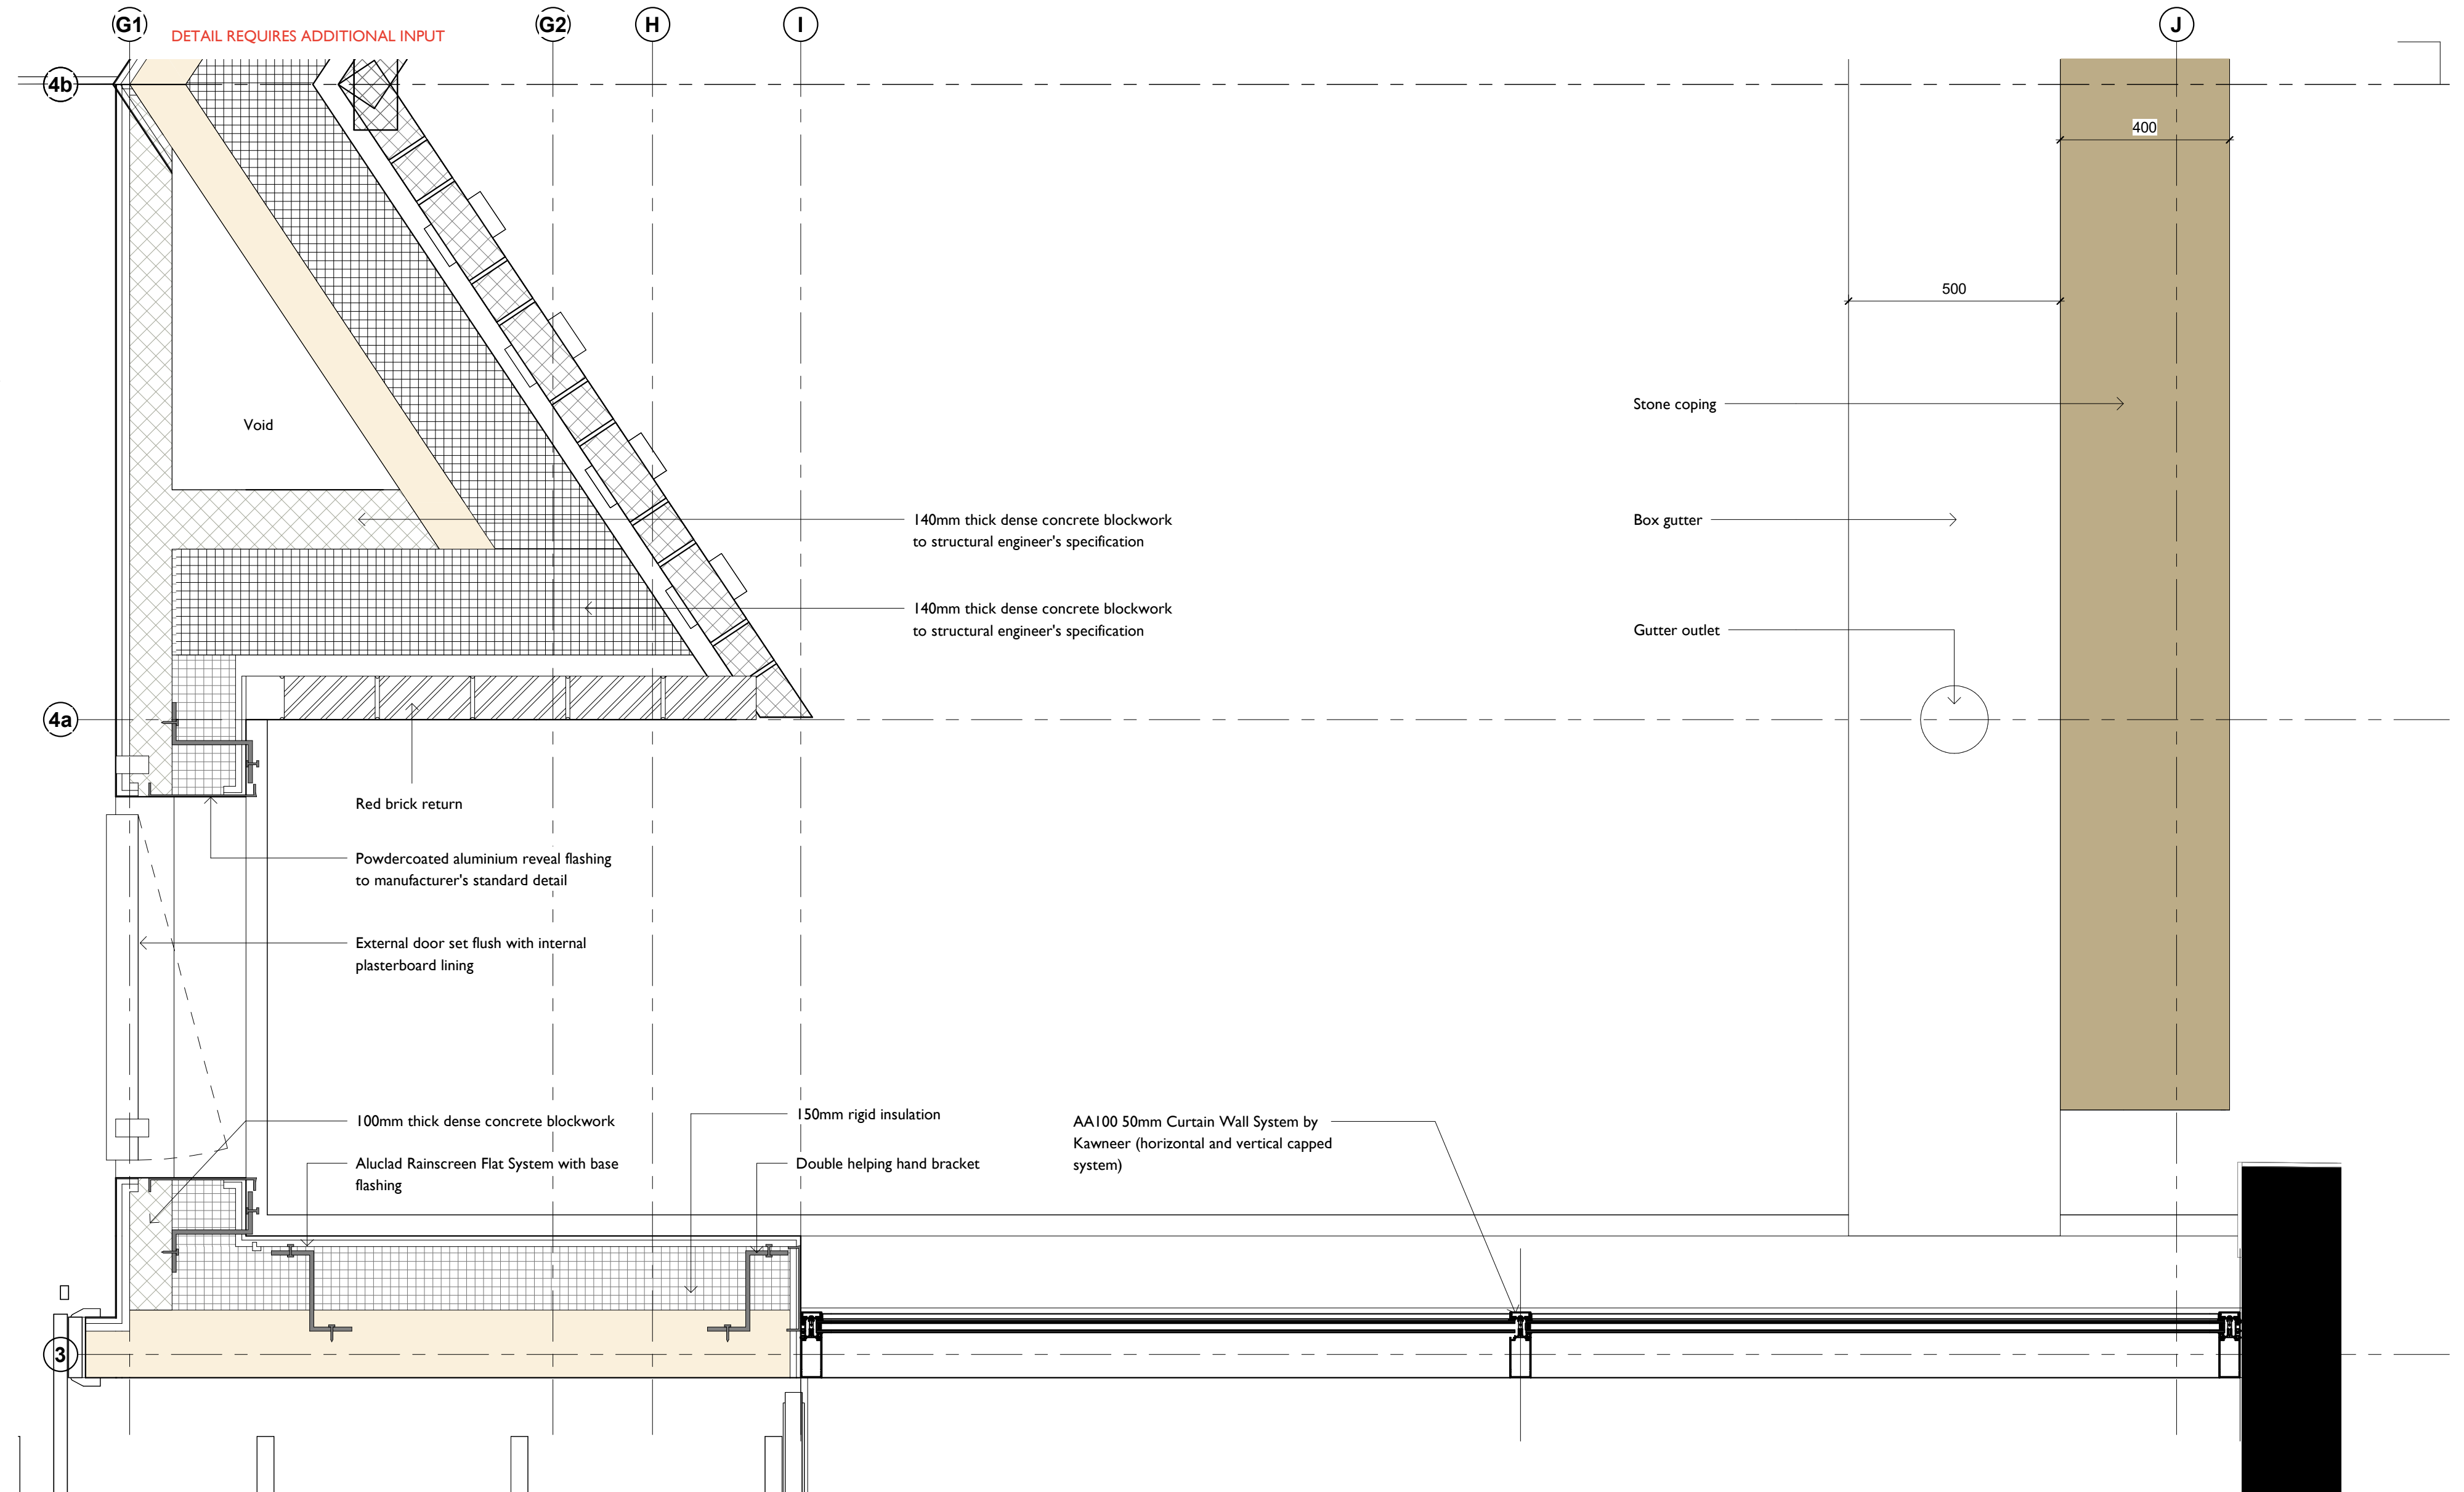 G1
G2
H
I
J
DETAIL REQUIRES ADDITIONAL INPUT
4b
400
500
Stone coping
Void
Box gutter
140mm thick dense concrete blockwork
to structural engineer's specification
140mm thick dense concrete blockwork
to structural engineer's specification
Gutter outlet
4a
Red brick return
Powdercoated aluminium reveal flashing
to manufacturer's standard detail
External door set flush with internal
plasterboard lining
100mm thick dense concrete blockwork
150mm rigid insulation
AA100 50mm Curtain Wall System by
Kawneer (horizontal and vertical capped
system)
Aluclad Rainscreen Flat System with base
flashing
Double helping hand bracket
3